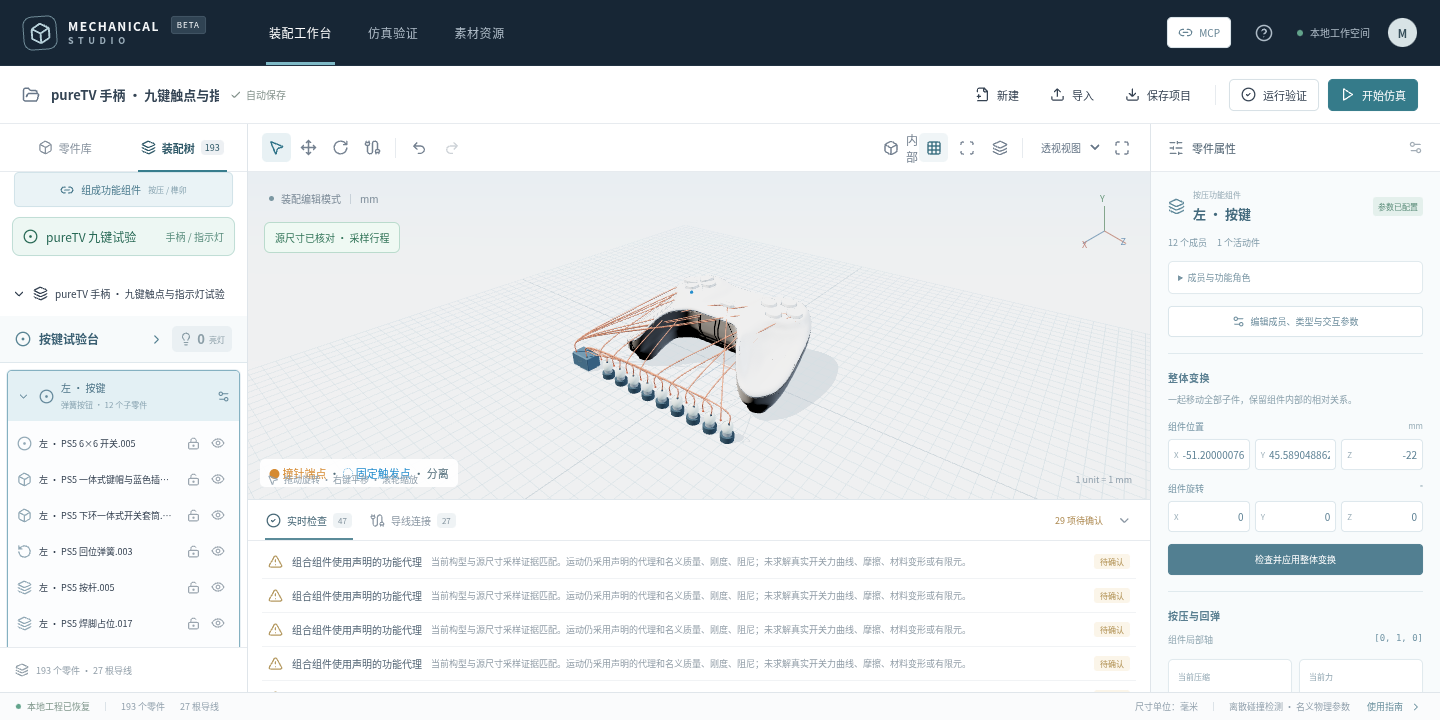 MECHANICAL
STUDIO
BETA
装配工作台
仿真验证
素材资源
MCP
本地工作空间
M
pureTV 手柄 · 九键触点与指
自动保存
新建
导入
保存项目
运行验证
开始仿真
零件库
装配树 193
内部
透视视图
零件属性
组成功能组件 按压 / 榫卯
pureTV 九键试验 手柄 / 指示灯
pureTV 手柄 · 九键触点与指示灯试验
按键试验台
0 亮灯
左 · 按键
弹簧按钮 · 12 个子零件
左 · PS5 6×6 开关.005
左 · PS5 一体式键帽与蓝色插…
左 · PS5 下环一体式开关套筒.…
左 · PS5 回位弹簧.003
左 · PS5 按杆.005
左 · PS5 焊脚占位.017
193 个零件 · 27 根导线
装配编辑模式 mm
源尺寸已核对 · 采样行程
Y
X
Z
撞针端点 · 固定触发点 · 分离
拖动旋转 · 右键平移 · 滚轮缩放
1 unit = 1 mm
实时检查 47
导线连接 27
29 项待确认
组合组件使用声明的功能代理 当前构型与源尺寸采样证据匹配。运动仍采用声明的代理和名义质量、刚度、阻尼；未求解真实开关力曲线、摩擦、材料变形或有限元。 待确认
组合组件使用声明的功能代理 当前构型与源尺寸采样证据匹配。运动仍采用声明的代理和名义质量、刚度、阻尼；未求解真实开关力曲线、摩擦、材料变形或有限元。 待确认
组合组件使用声明的功能代理 当前构型与源尺寸采样证据匹配。运动仍采用声明的代理和名义质量、刚度、阻尼；未求解真实开关力曲线、摩擦、材料变形或有限元。 待确认
组合组件使用声明的功能代理 当前构型与源尺寸采样证据匹配。运动仍采用声明的代理和名义质量、刚度、阻尼；未求解真实开关力曲线、摩擦、材料变形或有限元。 待确认
按压功能组件
左 · 按键
参数已配置
12 个成员 1 个活动件
成员与功能角色
编辑成员、类型与交互参数
整体变换
一起移动全部子件，保留组件内部的相对关系。
组件位置 mm
X -51.20000076
Y 45.589048862
Z -22
组件旋转 °
X 0
Y 0
Z 0
检查并应用整体变换
按压与回弹
组件局部轴 [0, 1, 0]
当前压缩
当前力
本地工程已恢复
193 个零件 27 根导线
尺寸单位：毫米
离散碰撞检测 · 名义物理参数
使用指南